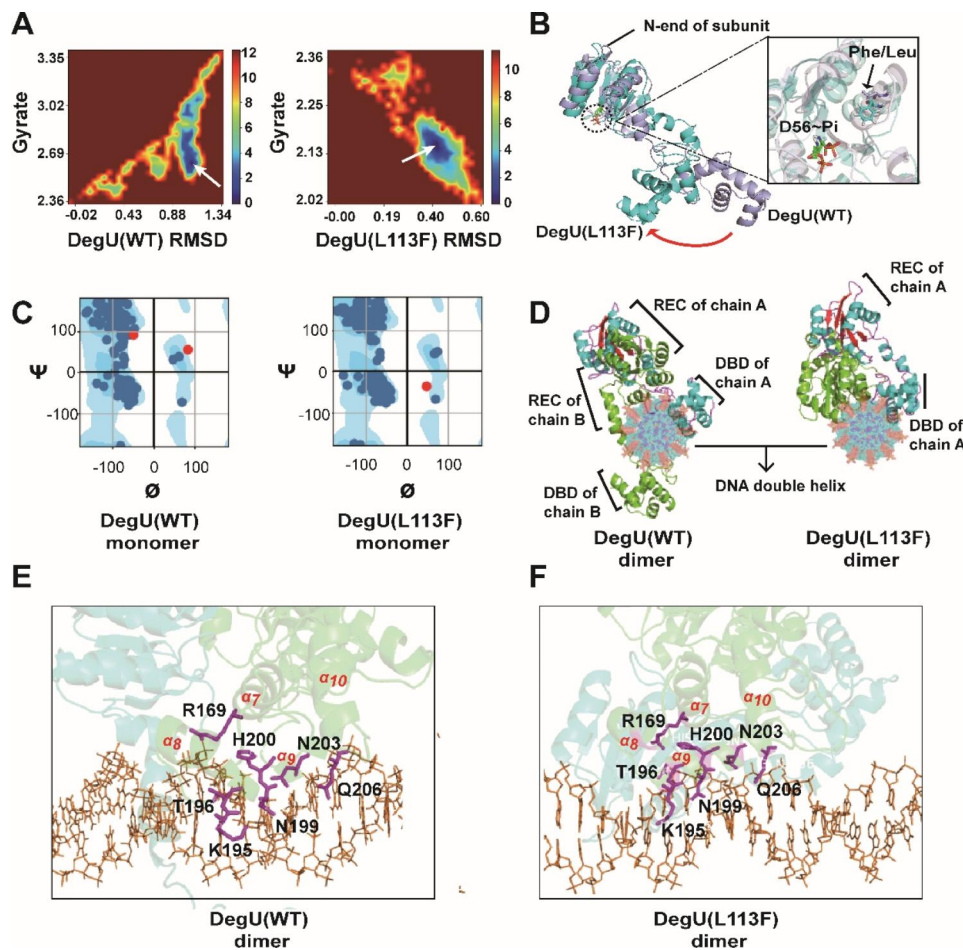 A
3.35
3.02
2.69
2.36
Gyrate
-0.02 0.43 0.88 1.34
DegU(WT) RMSD
12
10
8
6
4
2
0
2.36
2.25
2.13
2.02
Gyrate
-0.00 0.19 0.40 0.60
DegU(L113F) RMSD
10
8
6
4
2
0
B
N-end of subunit
Phe/Leu
D56~Pi
DegU(L113F)
DegU(WT)
C
100
0
-100
Ψ
-100 0 100
Ø
DegU(WT)
monomer
100
0
-100
Ψ
-100 0 100
Ø
DegU(L113F)
monomer
D
REC of
chain A
DBD of
chain A
REC of
chain B
DBD of
chain B
DegU(WT)
dimer
DNA double helix
REC of
chain A
DBD of
chain A
DegU(L113F)
dimer
E
α7
α10
R169
α8
H200
α9
N203
T196
Q206
N199
K195
DegU(WT)
dimer
F
α7
α10
R169
α8
H200
N203
T196
α9
Q206
N199
K195
DegU(L113F)
dimer